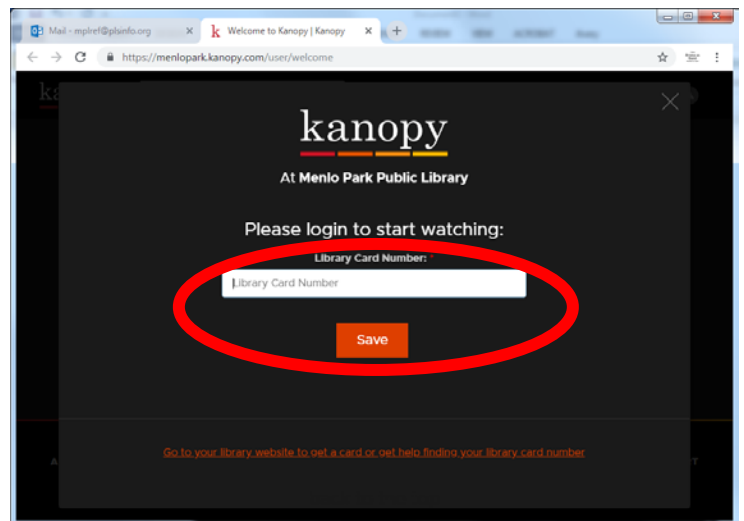 Mail - mplref@plsinfo.org
Welcome to Kanopy | Kanopy
https://menlopark.kanopy.com/user/welcome
kanopy
At Menlo Park Public Library
Please login to start watching:
Library Card Number: *
Library Card Number
Save
Go to your library website to get a card or get help finding your library card number